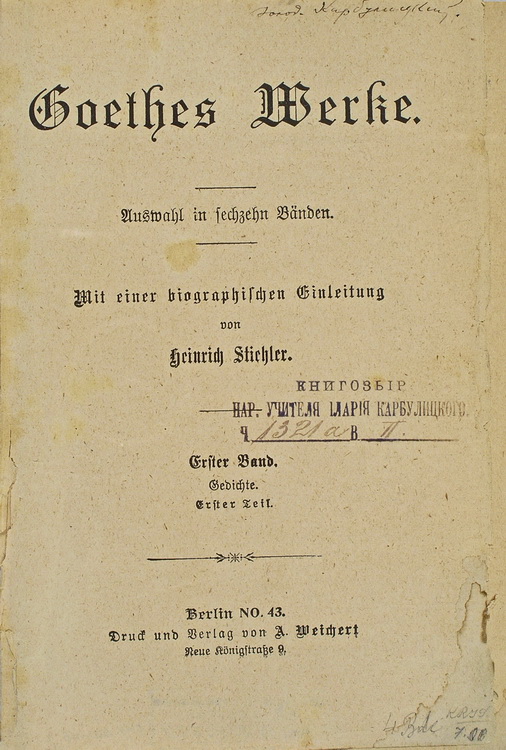 Goethes Werke.
Auswahl in sechzehn Bänden.
Mit einer biographischen Einleitung
von
Heinrich Stiehler.
КНИГОЗБІР
НАР. УЧИТЕЛЯ ІЛАРІЯ КАРБУЛИЦКОГО.
Ч 1321 a В II.
Erster Band.
Gedichte.
Erster Teil.
Berlin NO. 43.
Druck und Verlag von A. Weichert
Neue Königstraße 9.